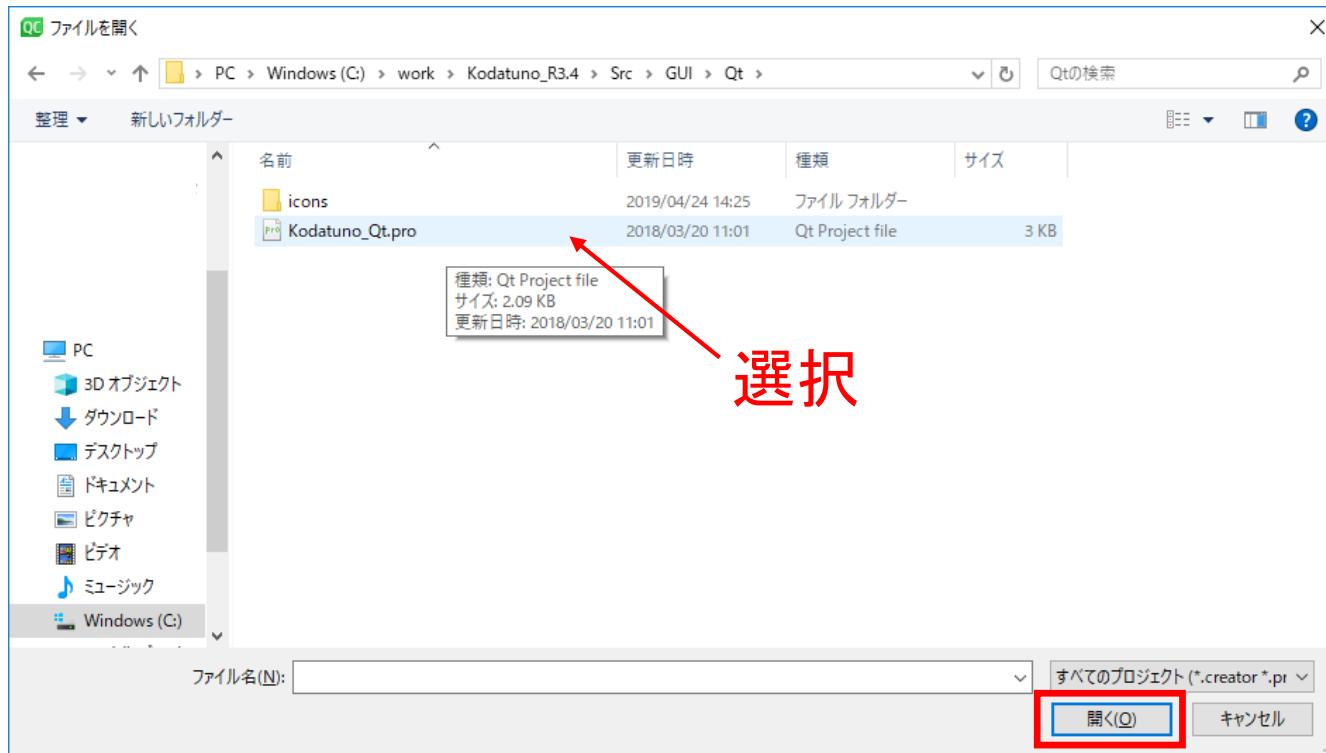 QC ファイルを開く
PC > Windows (C:) > work > Kodatuno_R3.4 > Src > GUI > Qt >
Qtの検索
整理 新しいフォルダー
名前 更新日時 種類 サイズ
icons 2019/04/24 14:25 ファイル フォルダー
Kodatuno_Qt.pro 2018/03/20 11:01 Qt Project file 3 KB
種類: Qt Project file
サイズ: 2.09 KB
更新日時: 2018/03/20 11:01
選択
PC
3D オブジェクト
ダウンロード
デスクトップ
ドキュメント
ピクチャ
ビデオ
ミュージック
Windows (C:)
ファイル名(N):
すべてのプロジェクト (*.creator *.pr
開く(O) キャンセル